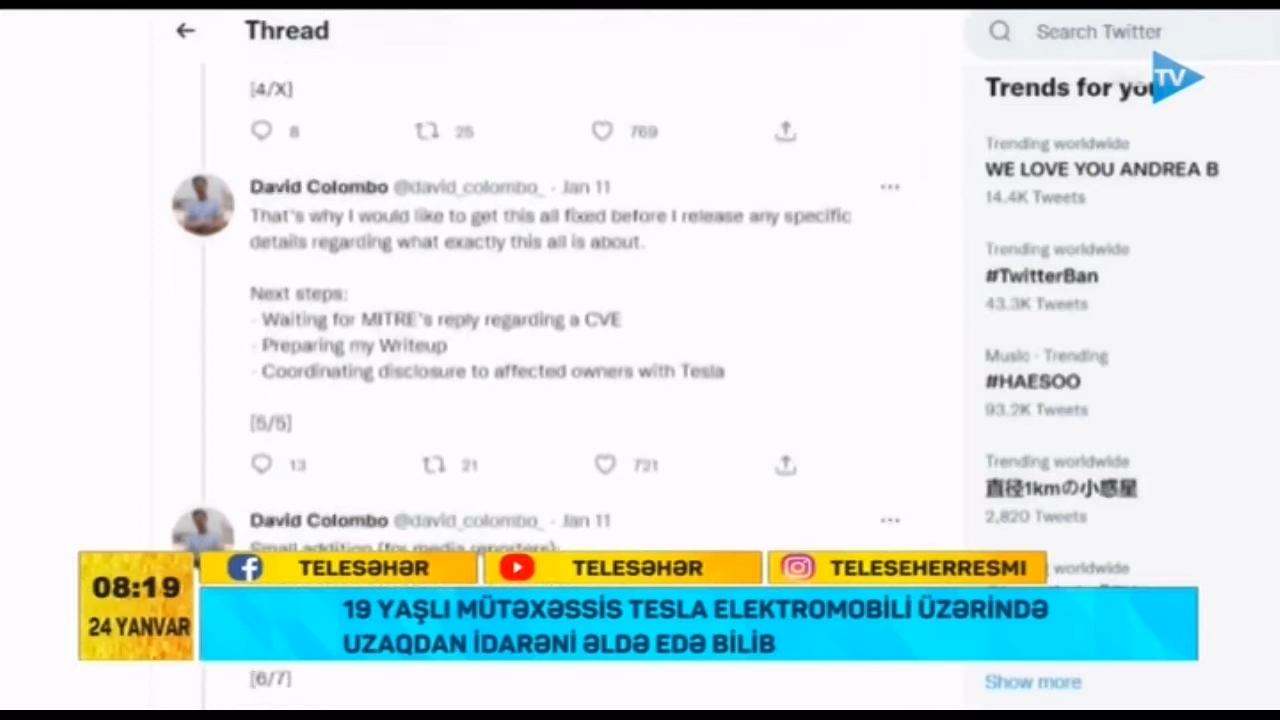 Thread
Search Twitter
TV
[4/X]
8 25 769
David Colombo @david_colombo_ · Jan 11
That's why I would like to get this all fixed before I release any specific
details regarding what exactly this all is about.
Next steps:
- Waiting for MITRE's reply regarding a CVE
- Preparing my Writeup
- Coordinating disclosure to affected owners with Tesla
[5/5]
13 21 721
David Colombo @david_colombo_ · Jan 11
Small addition (for media reporters):
[6/7]
Trends for you
Trending worldwide
WE LOVE YOU ANDREA B
14.4K Tweets
Trending worldwide
#TwitterBan
43.3K Tweets
Music · Trending
#HAESOO
93.2K Tweets
Trending worldwide
直径1kmの小惑星
2,820 Tweets
worldwide
Show more
08:19
24 YANVAR
TELESƏHƏR
TELESƏHƏR
TELESEHERRESMI
19 YAŞLI MÜTƏXƏSSİS TESLA ELEKTROMOBİLİ ÜZƏRİNDƏ
UZAQDAN İDARƏNİ ƏLDƏ EDƏ BİLİB